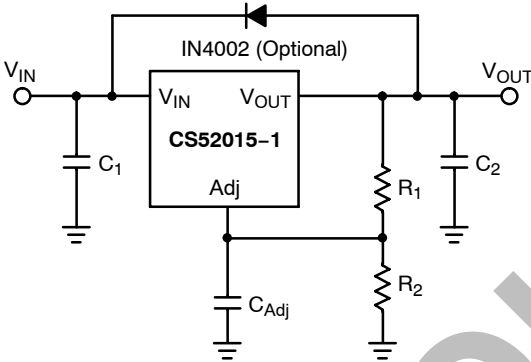 IN4002 (Optional)
VIN
VOUT
VIN
VOUT
CS52015−1
C1
Adj
R1
C2
CAdj
R2